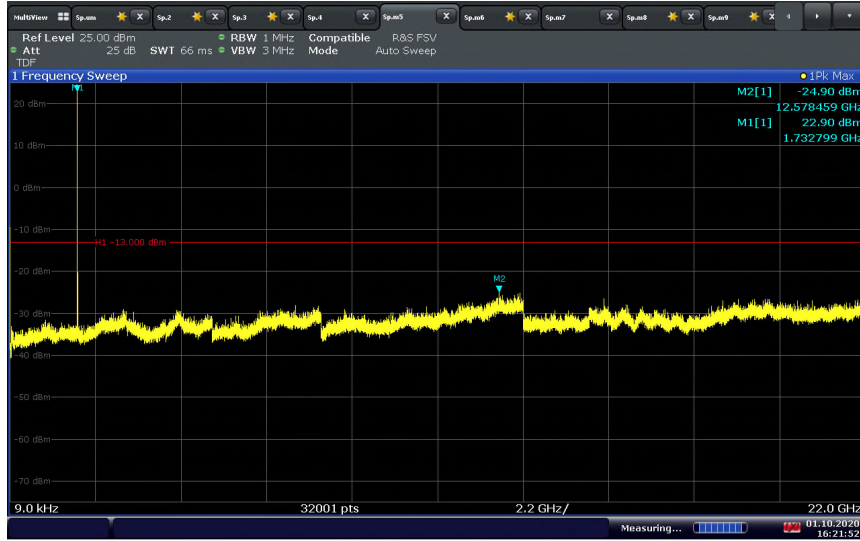 MultiView Sp.um X Sp.2 X Sp.3 X Sp.4 X Sp.m5 X Sp.m6 X Sp.m7 X Sp.m8 X Sp.m9 X
Ref Level 25.00 dBm RBW 1 MHz Compatible R&S FSV
Att 25 dB SWT 66 ms VBW 3 MHz Mode Auto Sweep
TDF
1 Frequency Sweep 1Pk Max
M1
M2[1] -24.90 dBm
12.578459 GHz
M1[1] 22.90 dBm
1.732799 GHz
20 dBm
10 dBm
0 dBm
-10 dBm
H1 -13.000 dBm
-20 dBm
M2
-30 dBm
-40 dBm
-50 dBm
-60 dBm
-70 dBm
9.0 kHz 32001 pts 2.2 GHz/ 22.0 GHz
Measuring... 01.10.2020
16:21:52